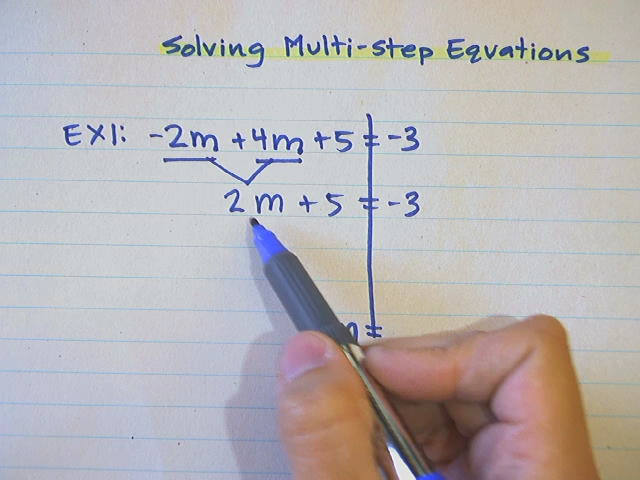 Solving Multi-step Equations
EX1: -2m + 4m + 5 = -3
2m + 5 = -3
=